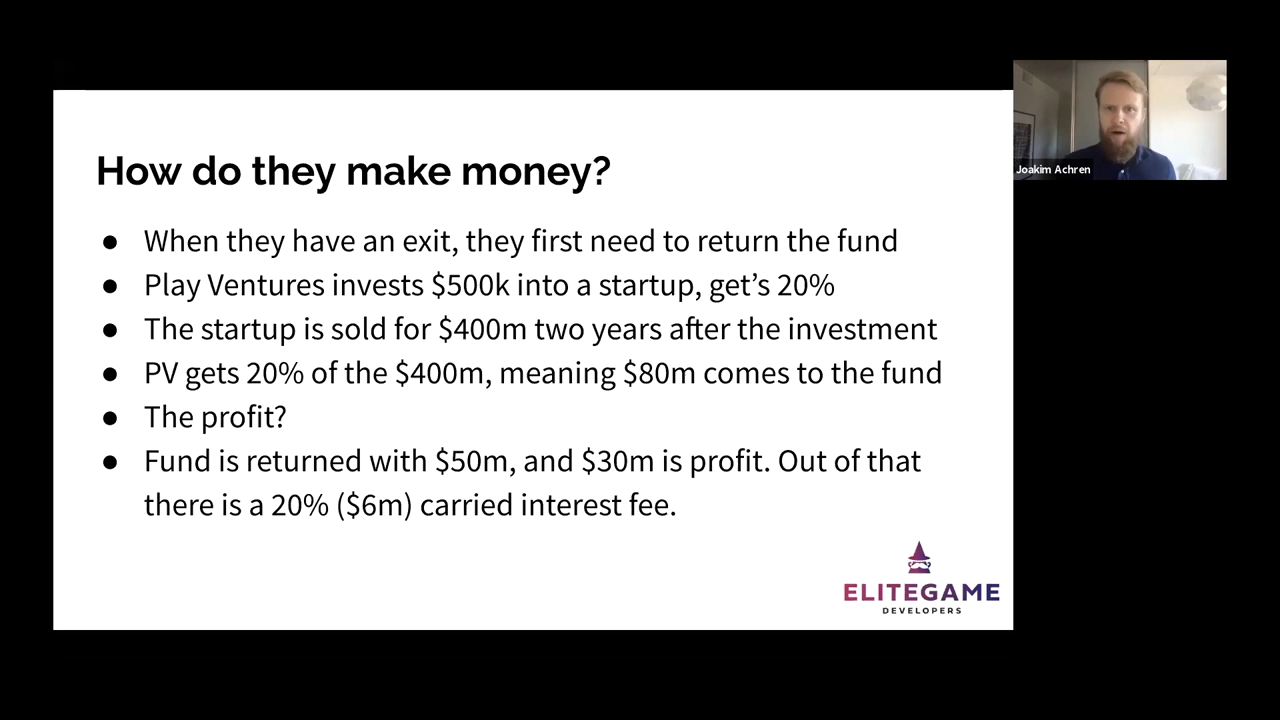 How do they make money?
● When they have an exit, they first need to return the fund
● Play Ventures invests $500k into a startup, get’s 20%
● The startup is sold for $400m two years after the investment
● PV gets 20% of the $400m, meaning $80m comes to the fund
● The profit?
● Fund is returned with $50m, and $30m is profit. Out of that
there is a 20% ($6m) carried interest fee.
ELITEGAME
DEVELOPERS
Joakim Achren